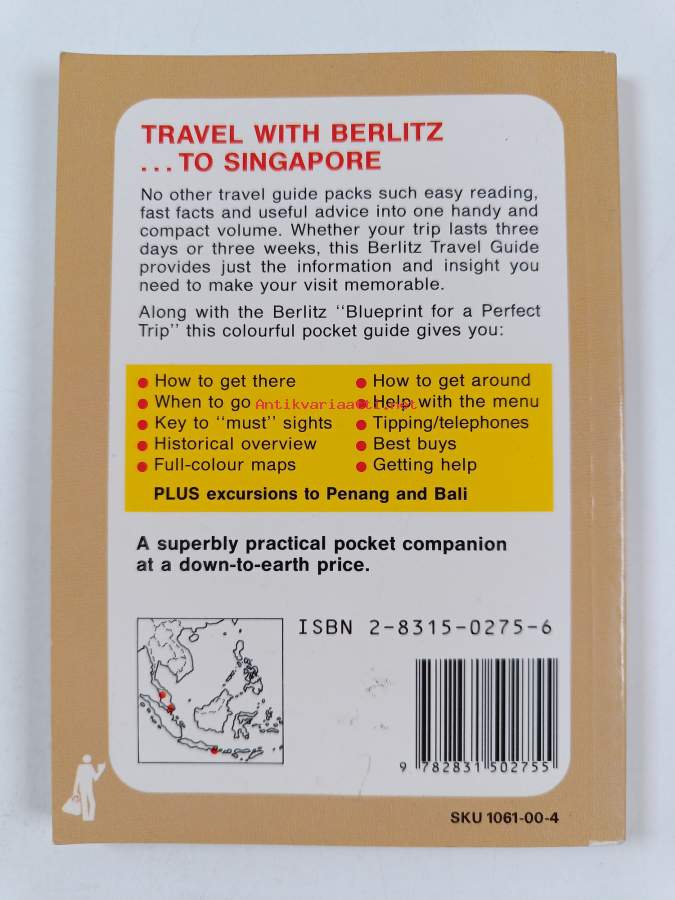 TRAVEL WITH BERLITZ
...TO SINGAPORE
No other travel guide packs such easy reading,
fast facts and useful advice into one handy and
compact volume. Whether your trip lasts three
days or three weeks, this Berlitz Travel Guide
provides just the information and insight you
need to make your visit memorable.
Along with the Berlitz "Blueprint for a Perfect
Trip" this colourful pocket guide gives you:
• How to get there
• When to go
• Key to "must" sights
• Historical overview
• Full-colour maps
• How to get around
• Help with the menu
• Tipping/telephones
• Best buys
• Getting help
PLUS excursions to Penang and Bali
A superbly practical pocket companion
at a down-to-earth price.
ISBN 2-8315-0275-6
9 782831 502755
SKU 1061-00-4